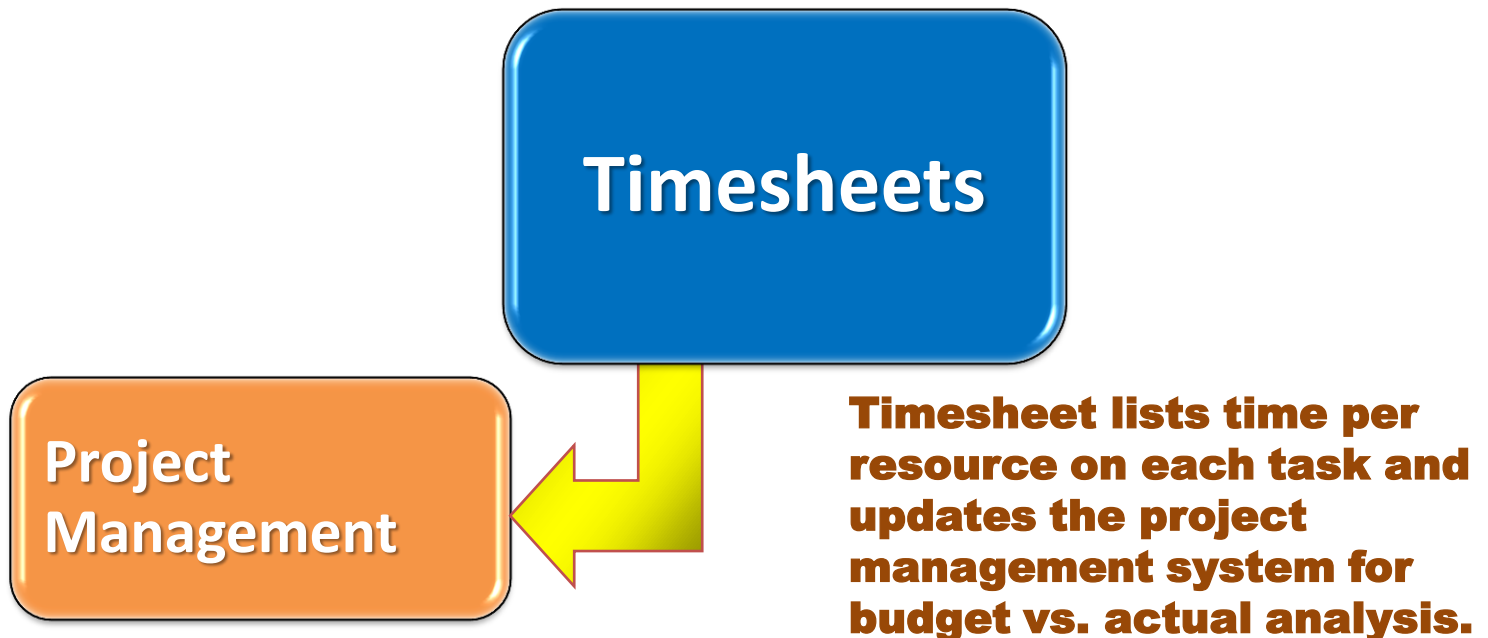 Timesheets
Project
Management
Timesheet lists time per
resource on each task and
updates the project
management system for
budget vs. actual analysis.